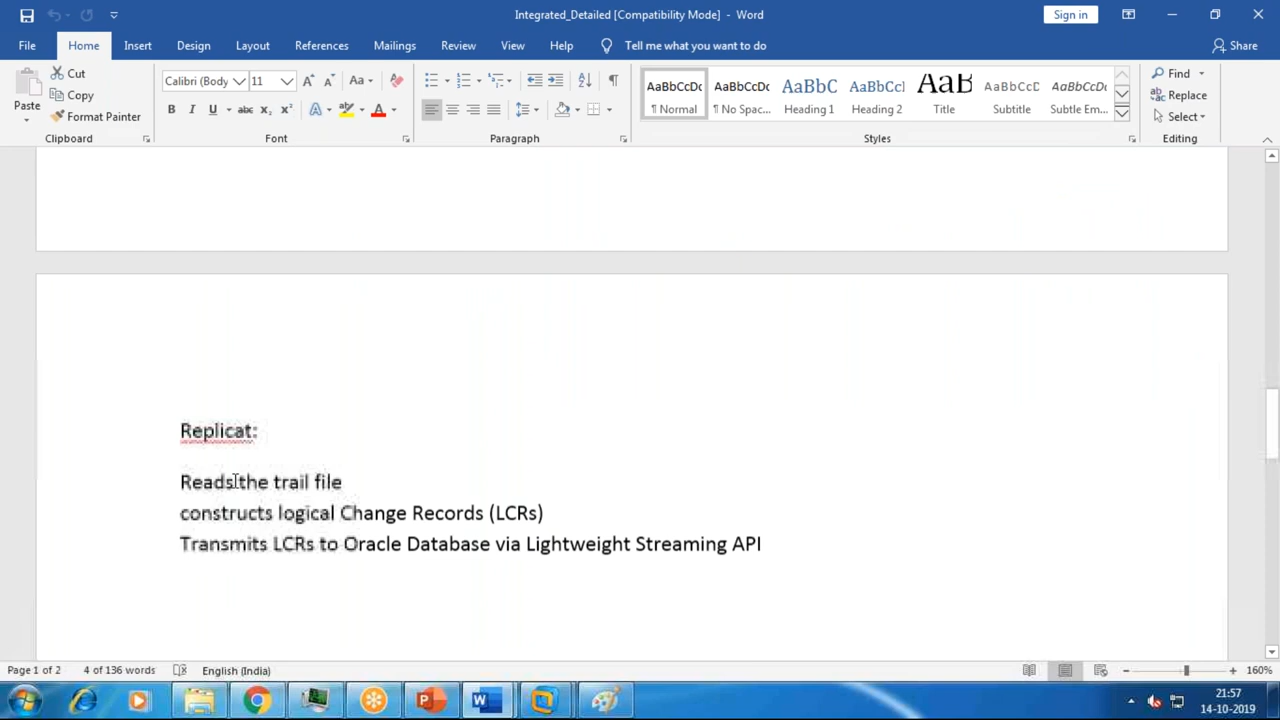 Integrated_Detailed [Compatibility Mode] - Word
Sign in
File Home Insert Design Layout References Mailings Review View Help Tell me what you want to do Share
Paste
Cut
Copy
Format Painter
Clipboard
Calibri (Body 11
Font
Paragraph
AaBbCcDc AaBbCcDc AaBbC AaBbCcI AaB AaBbCcD AaBbCcDc
¶ Normal ¶ No Spac... Heading 1 Heading 2 Title Subtitle Subtle Em...
Styles
Find
Replace
Select
Editing
Replicat:
Reads the trail file
constructs logical Change Records (LCRs)
Transmits LCRs to Oracle Database via Lightweight Streaming API
Page 1 of 2 4 of 136 words English (India) 160%
21:57
14-10-2019